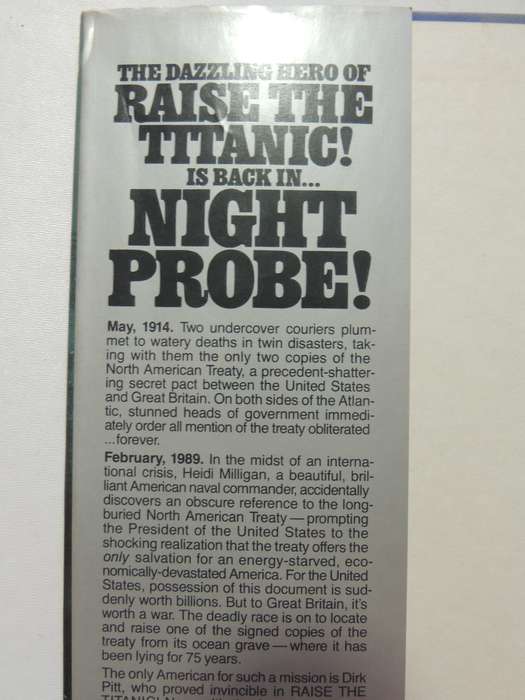 THE DAZZLING HERO OF
RAISE THE
TITANIC!
IS BACK IN...
NIGHT
PROBE!
May, 1914. Two undercover couriers plum-
met to watery deaths in twin disasters, tak-
ing with them the only two copies of the
North American Treaty, a precedent-shatter-
ing secret pact between the United States
and Great Britain. On both sides of the Atlan-
tic, stunned heads of government immedi-
ately order all mention of the treaty obliterated
...forever.
February, 1989. In the midst of an interna-
tional crisis, Heidi Milligan, a beautiful, bril-
liant American naval commander, accidentally
discovers an obscure reference to the long-
buried North American Treaty — prompting
the President of the United States to the
shocking realization that the treaty offers the
only salvation for an energy-starved, eco-
nomically-devastated America. For the United
States, possession of this document is sud-
denly worth billions. But to Great Britain, it's
worth a war. The deadly race is on to locate
and raise one of the signed copies of the
treaty from its ocean grave — where it has
been lying for 75 years.
The only American for such a mission is Dirk
Pitt, who proved invincible in RAISE THE